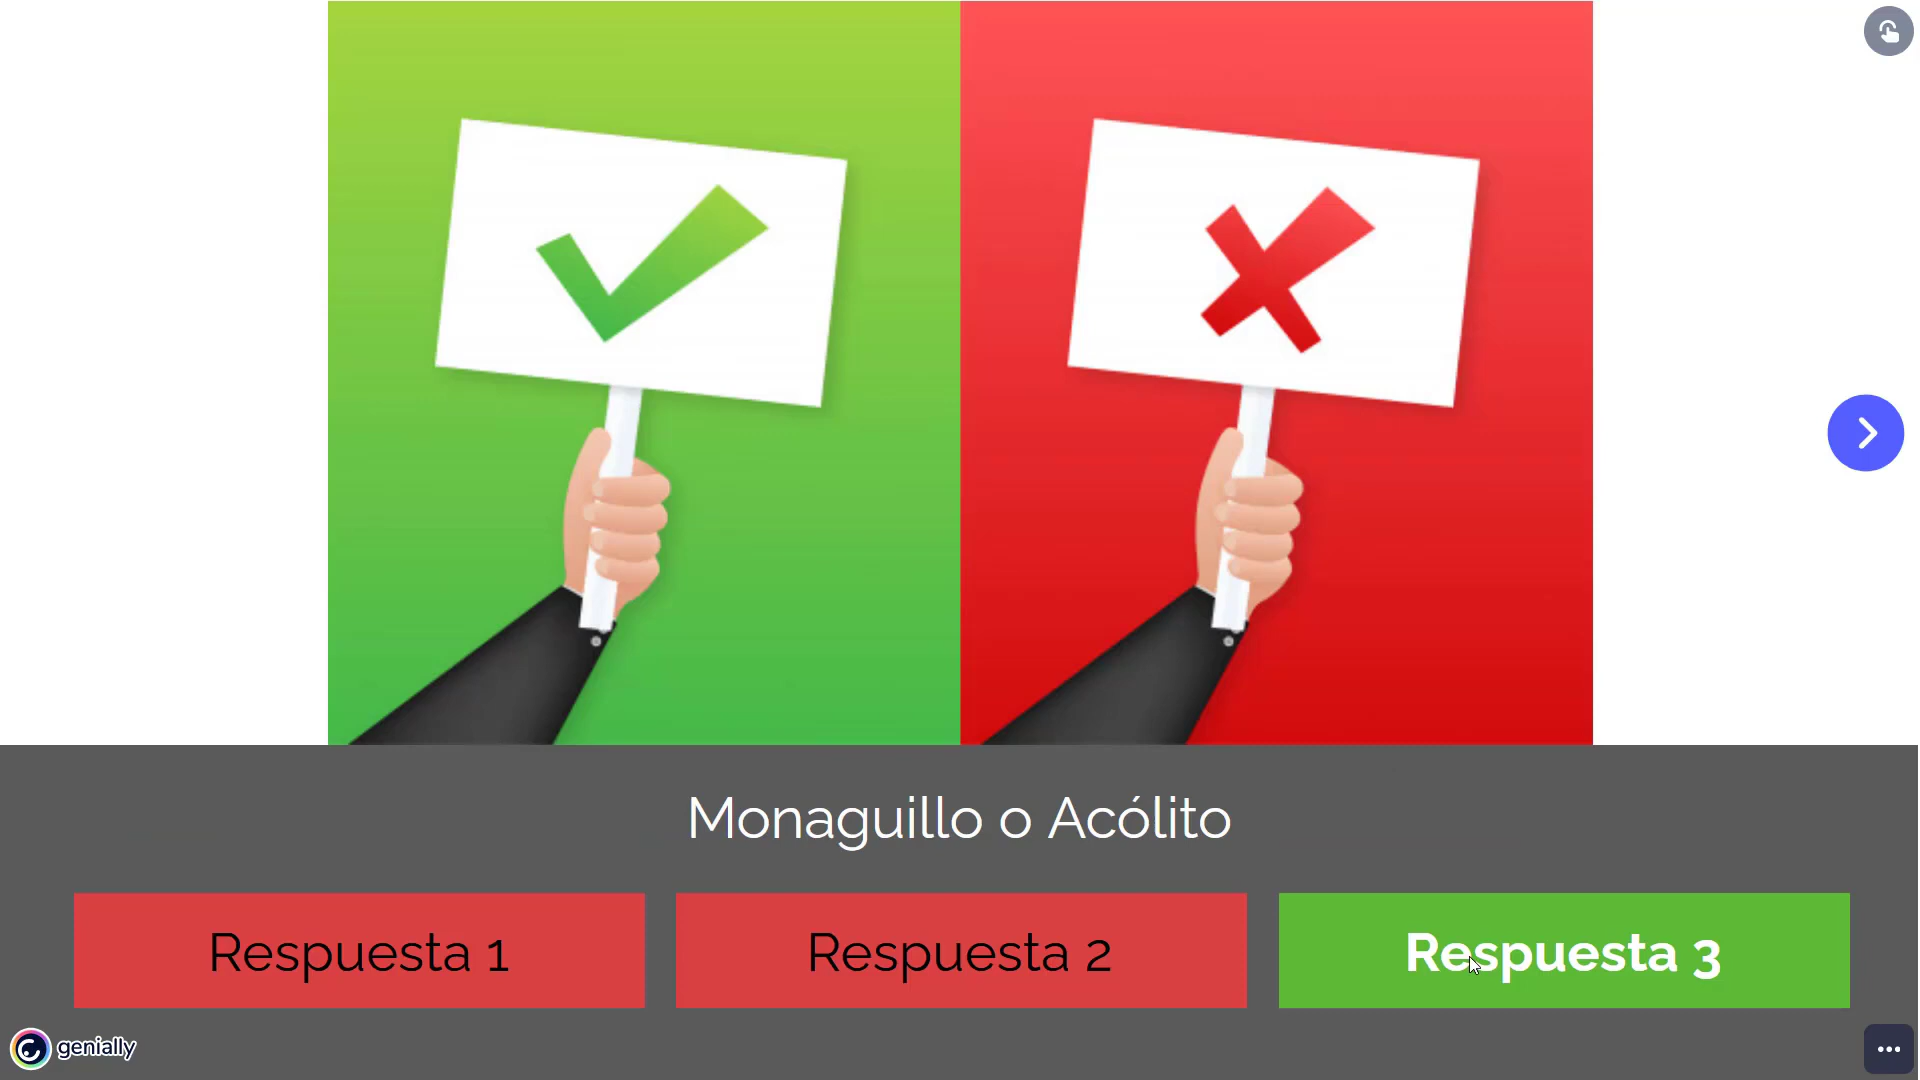 Monaguillo o Acólito
Respuesta 1
Respuesta 2
Respuesta 3
genially